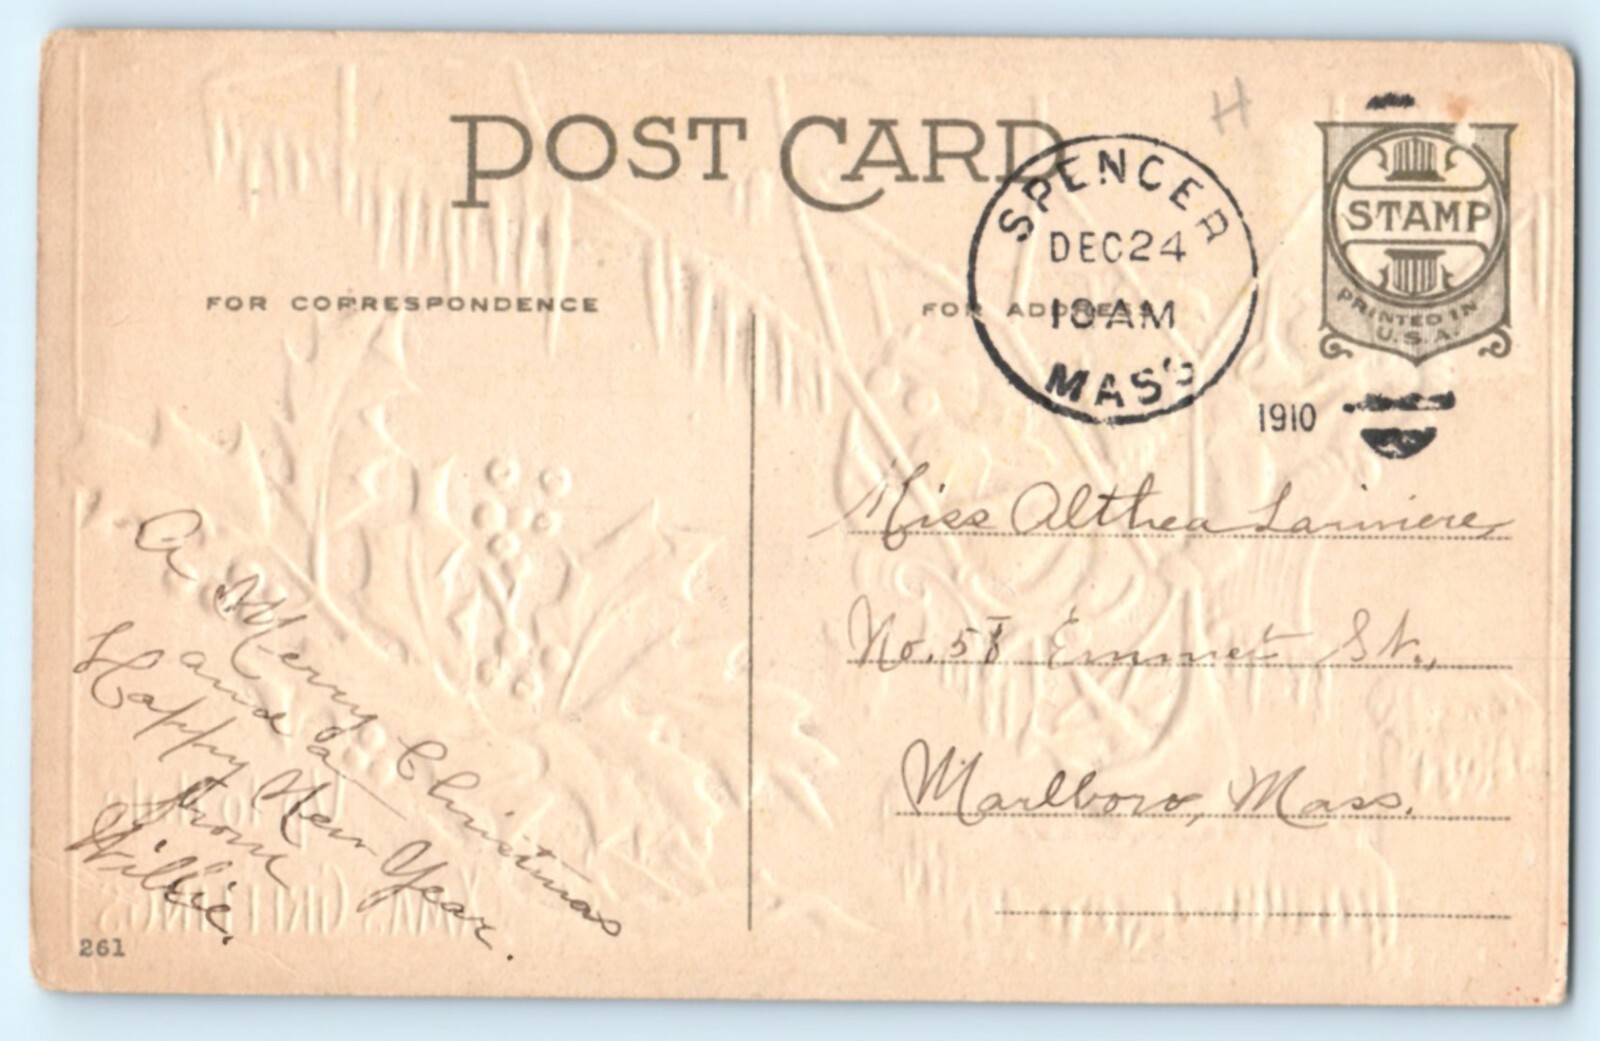 POST CARD
FOR CORRESPONDENCE
FOR ADDRESS
SPENCER
DEC 24
10 AM
MASS
1910
H
STAMP
PRINTED IN
U.S.A.
Miss Althea Lariviere,
No. 58 Emmet St.,
Marlboro, Mass.
A Merry Christmas
and a
Happy New Year.
from
Willie.
261